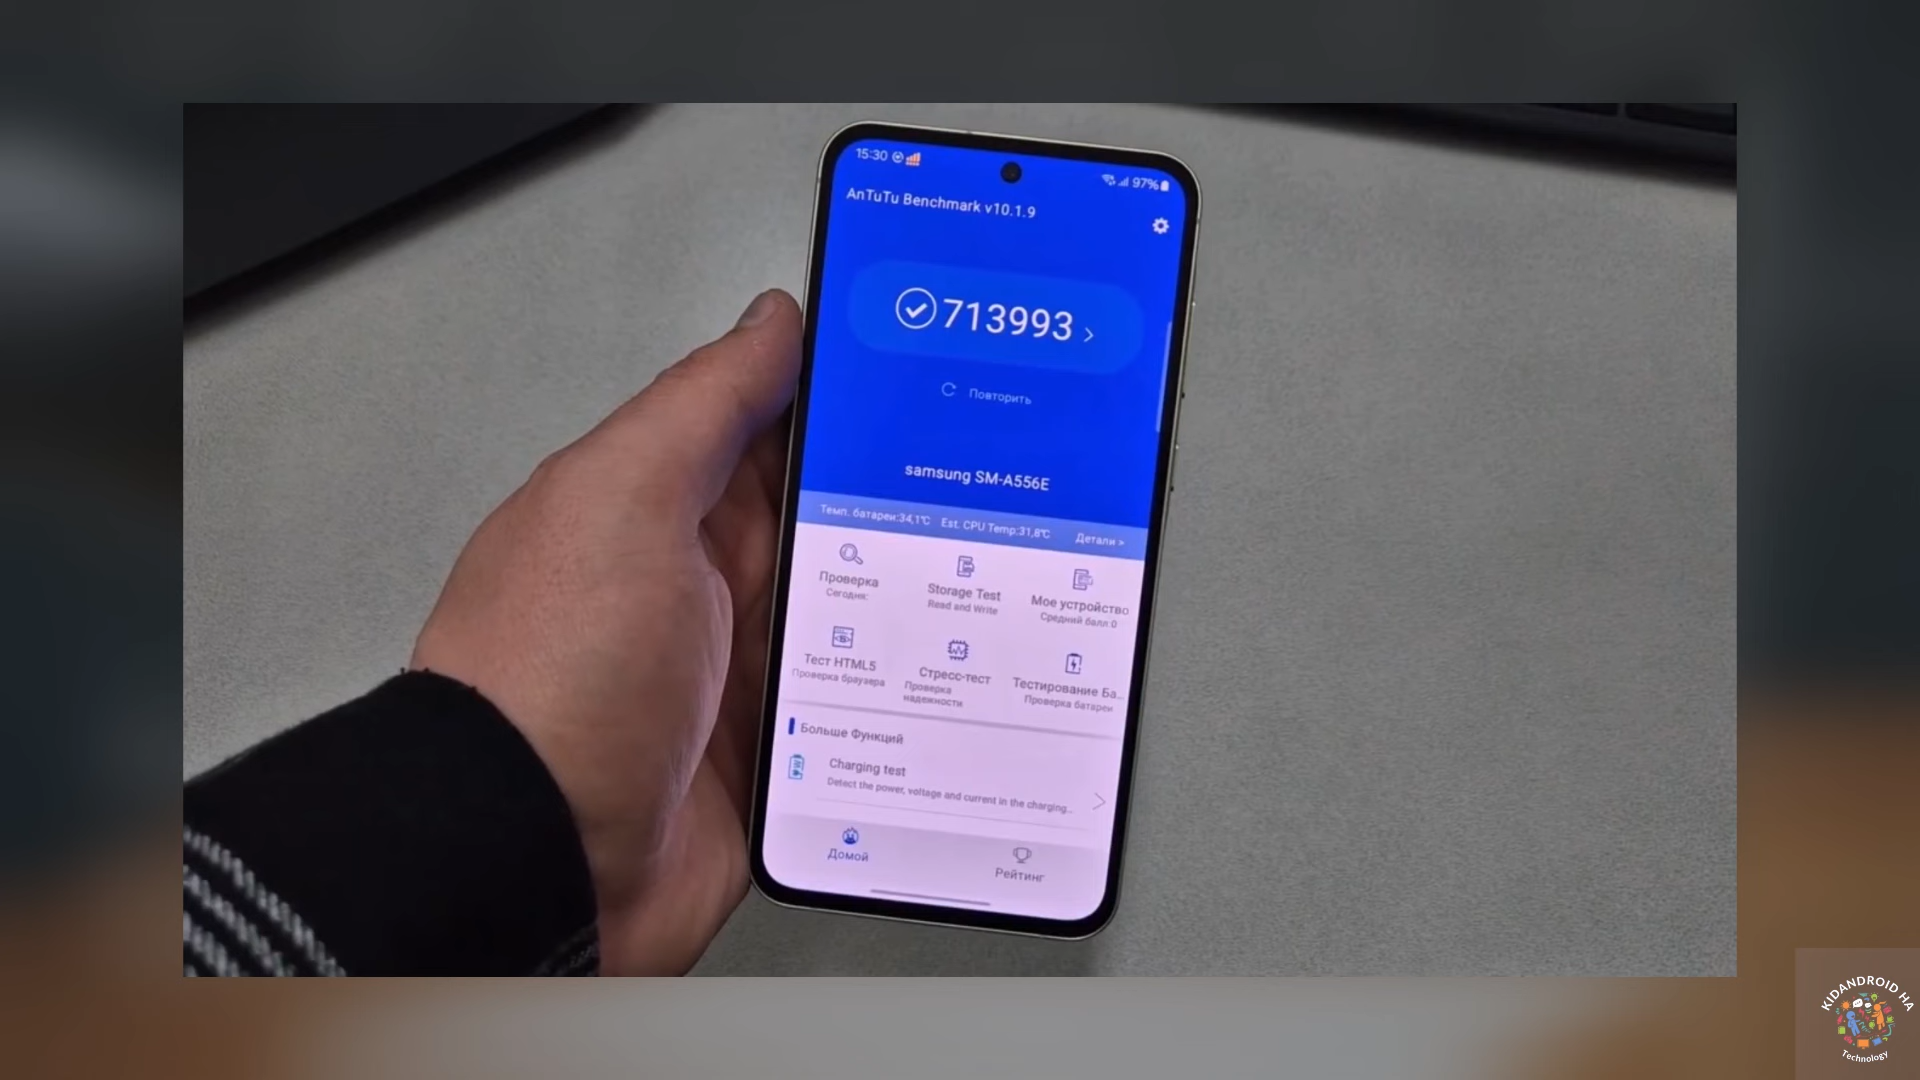 15:30
97%
AnTuTu Benchmark v10.1.9
713993 >
Повторить
samsung SM-A556E
Темп. батареи:34,1℃ Est. CPU Temp:31,8℃ Детали >
Проверка
Сегодня:
Storage Test
Read and Write
Мое устройство
Средний балл 0
Тест HTML5
Проверка браузера
Стресс-тест
Проверка
надежности
Тестирование Ба...
Проверка батареи
Больше Функций
Charging test
Detect the power, voltage and current in the charging...
Домой
Рейтинг
KIDANDROID HA
Technology